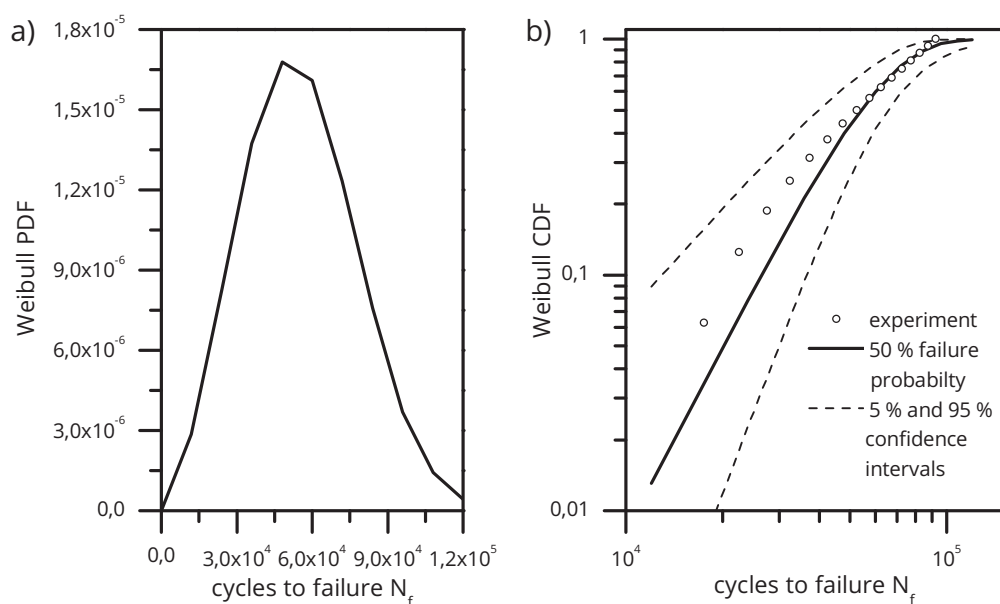 a)
Weibull PDF
1,8x10⁻⁵
1,5x10⁻⁵
1,2x10⁻⁵
9,0x10⁻⁶
6,0x10⁻⁶
3,0x10⁻⁶
0,0
0,0 3,0x10⁴ 6,0x10⁴ 9,0x10⁴ 1,2x10⁵
cycles to failure N_f
b)
Weibull CDF
1
0,1
0,01
experiment
50 % failure
probabilty
5 % and 95 %
confidence
intervals
10⁴ 10⁵
cycles to failure N_f